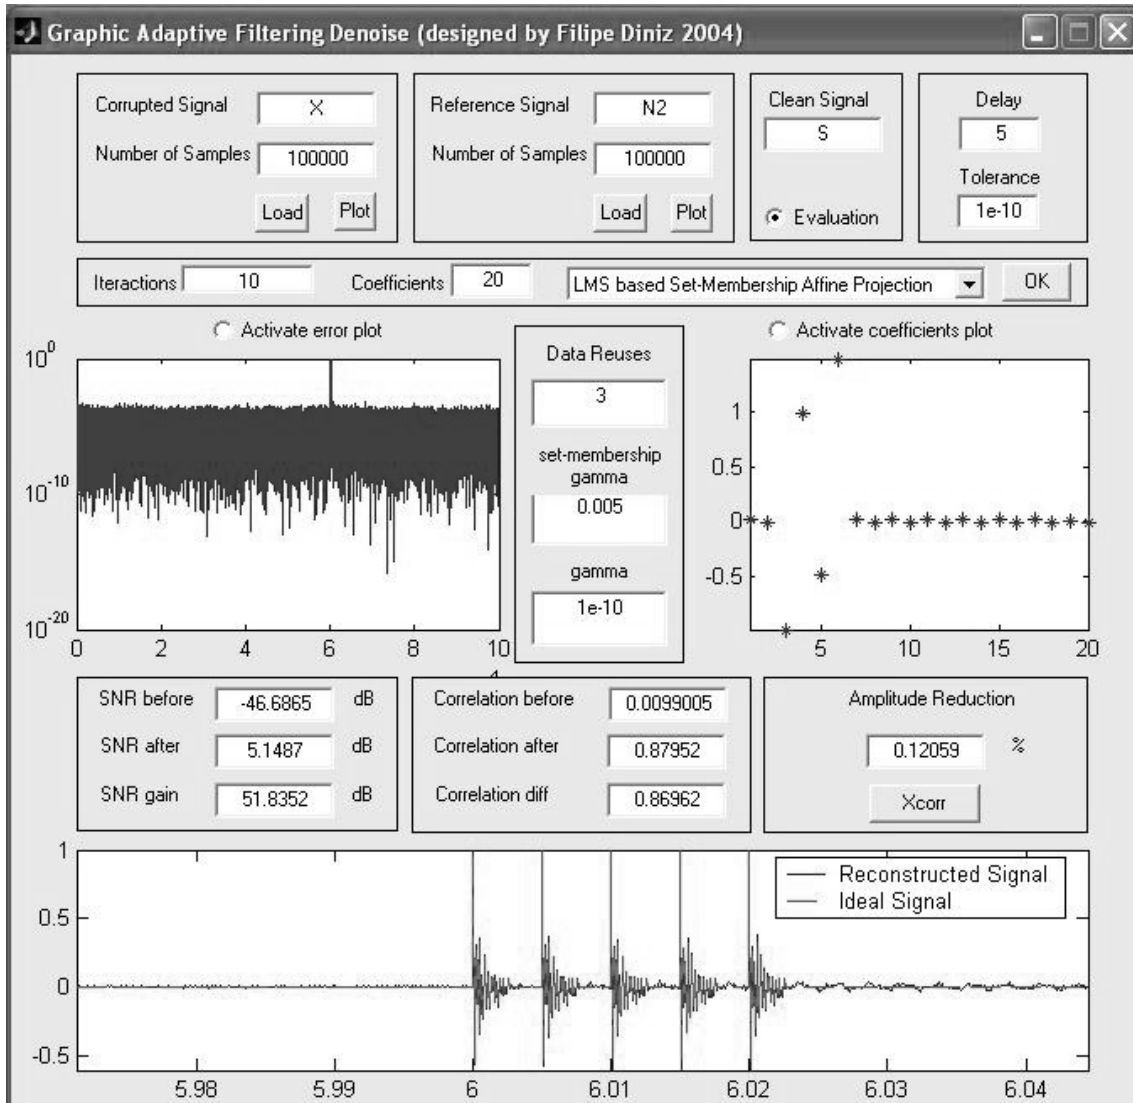 Graphic Adaptive Filtering Denoise (designed by Filipe Diniz 2004)
Corrupted Signal X
Number of Samples 100000
Load Plot
Reference Signal N2
Number of Samples 100000
Load Plot
Clean Signal
S
Evaluation
Delay
5
Tolerance
1e-10
Iteractions 10 Coefficients 20 LMS based Set-Membership Affine Projection OK
Activate error plot
10^0
10^-10
10^-20
0 2 4 6 8 10
Data Reuses
3
set-membership
gamma
0.005
gamma
1e-10
Activate coefficients plot
1
0.5
0
-0.5
5 10 15 20
SNR before -46.6865 dB
SNR after 5.1487 dB
SNR gain 51.8352 dB
Correlation before 0.0099005
Correlation after 0.87952
Correlation diff 0.86962
Amplitude Reduction
0.12059 %
Xcorr
1
0.5
0
-0.5
Reconstructed Signal
Ideal Signal
5.98 5.99 6 6.01 6.02 6.03 6.04